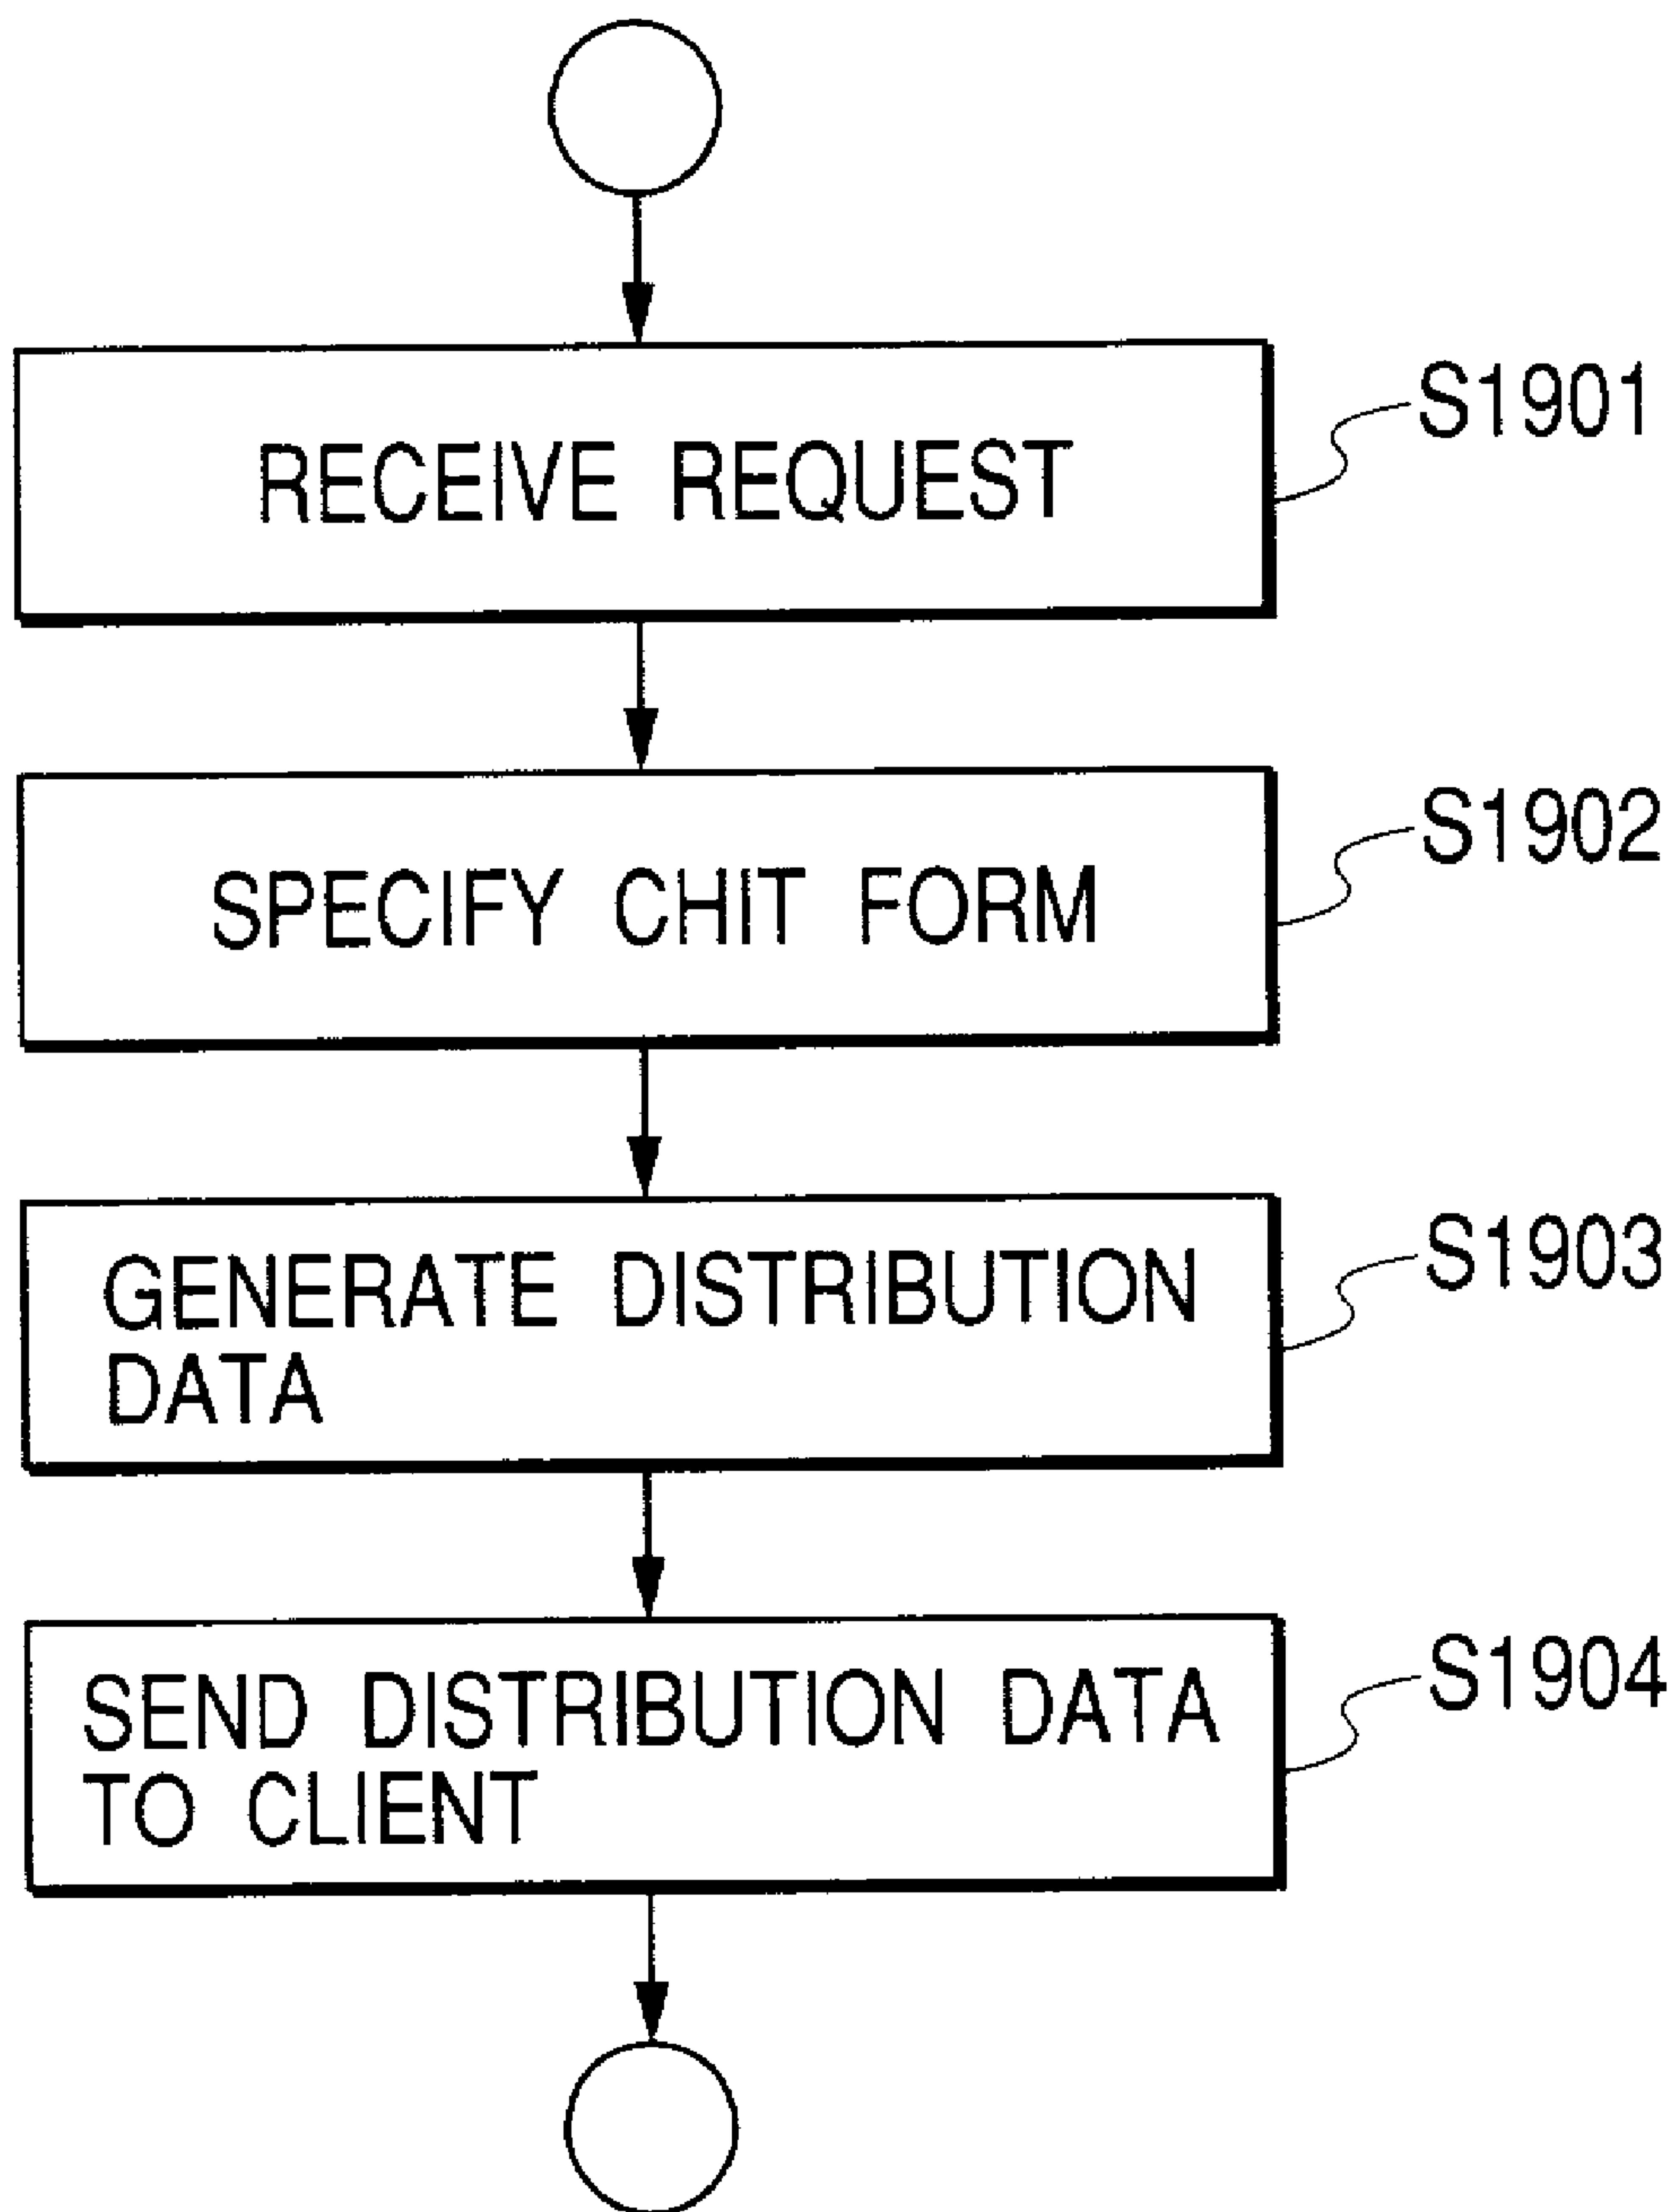 RECEIVE REQUEST
S1901
SPECIFY CHIT FORM
S1902
GENERATE DISTRIBUTION
DATA
S1903
SEND DISTRIBUTION DATA
TO CLIENT
S1904